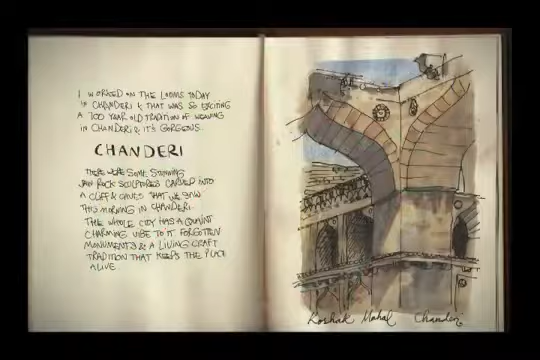 I WORKED ON THE LOOMS TODAY
IN CHANDERI & THAT WAS SO EXCITING
A 700 YEAR OLD TRADITION OF WEAVING
IN CHANDERI & IT'S GORGEOUS.
CHANDERI
THERE WERE SOME STUNNING
JAIN ROCK SCULPTURES CARVED INTO
A CLIFF & CAVES THAT WE SAW
THIS MORNING IN CHANDERI.
THE WHOLE CITY HAS A QUAINT
CHARMING VIBE TO IT FORGOTTEN
MONUMENTS & A LIVING CRAFT
TRADITION THAT KEEPS THE PLACE
ALIVE
Koshak Mahal Chanderi